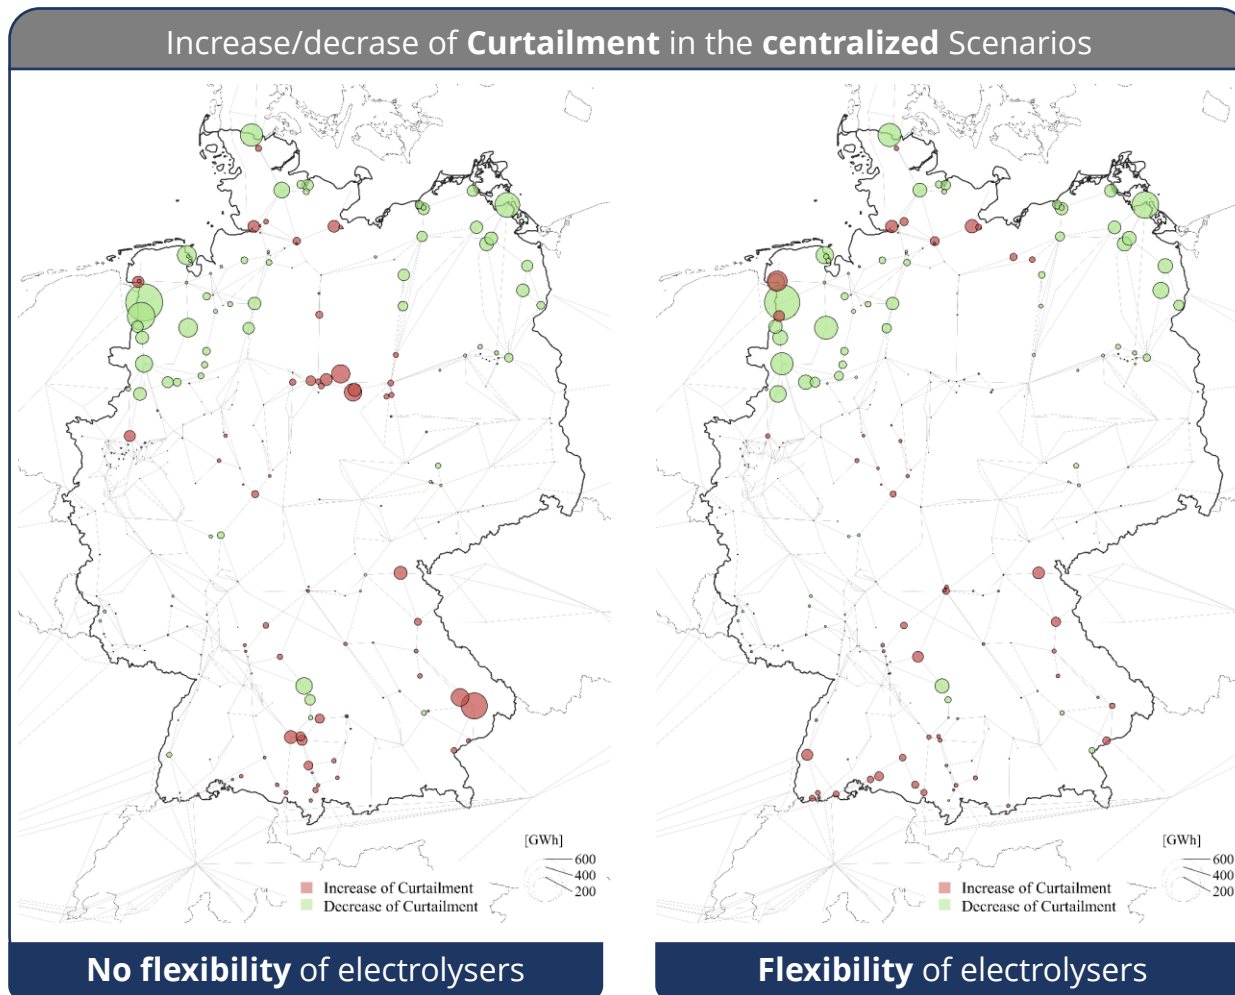 Increase/decrase of Curtailment in the centralized Scenarios
[GWh]
600
400
200
Increase of Curtailment
Decrease of Curtailment
No flexibility of electrolysers
[GWh]
600
400
200
Increase of Curtailment
Decrease of Curtailment
Flexibility of electrolysers